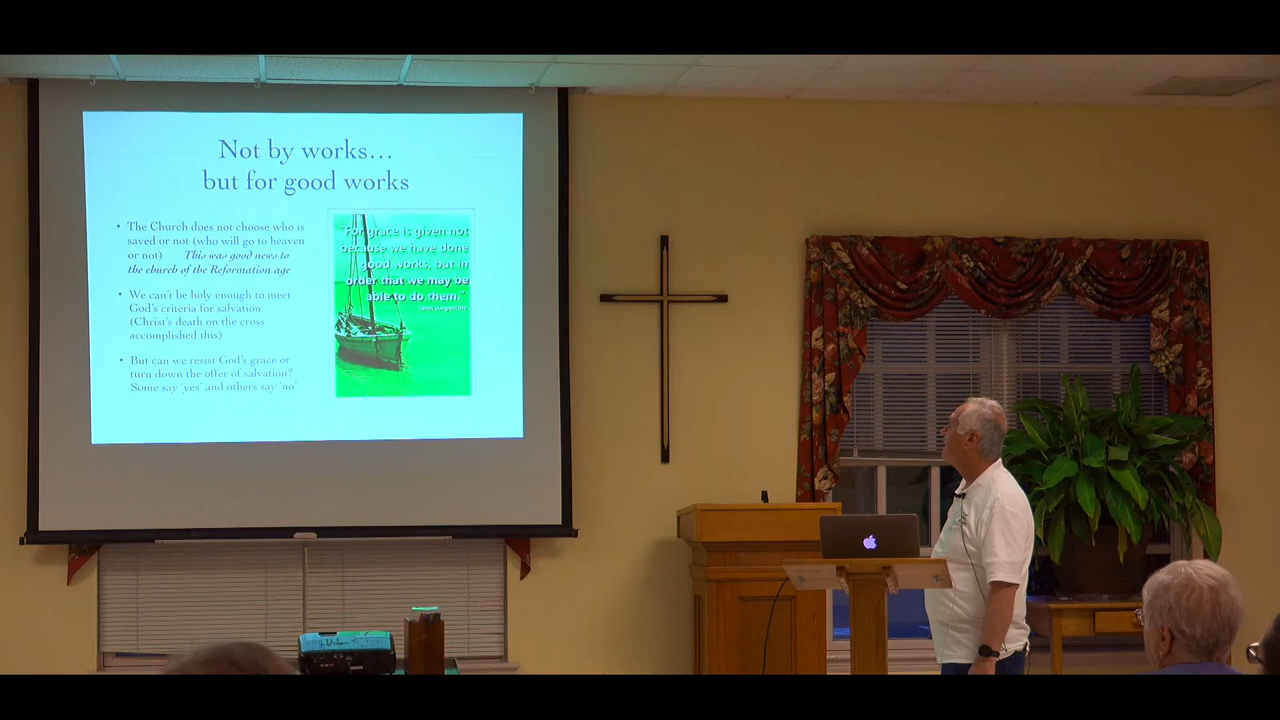 Not by works…
but for good works
• The Church does not choose who is
saved or not (who will go to heaven
or not) This was good news to
the church of the Reformation age
• We can't be holy enough to meet
God's criteria for salvation
(Christ's death on the cross
accomplished this)
• But can we resist God's grace or
turn down the offer of salvation?
Some say 'yes' and others say 'no'
"For grace is given not
because we have done
good works, but in
order that we may be
able to do them."
Saint Augustine